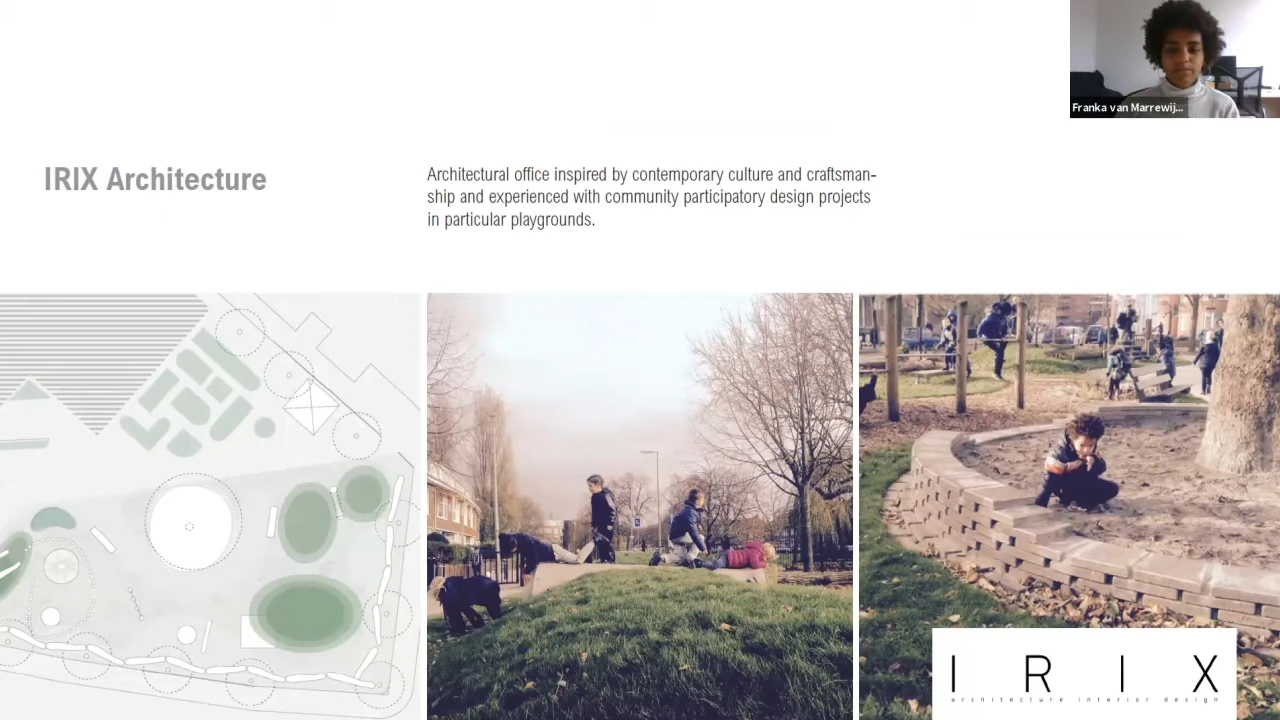 Franka van Marrewij...
IRIX Architecture
Architectural office inspired by contemporary culture and craftsman-
ship and experienced with community participatory design projects
in particular playgrounds.
I R I X
architecture interior design